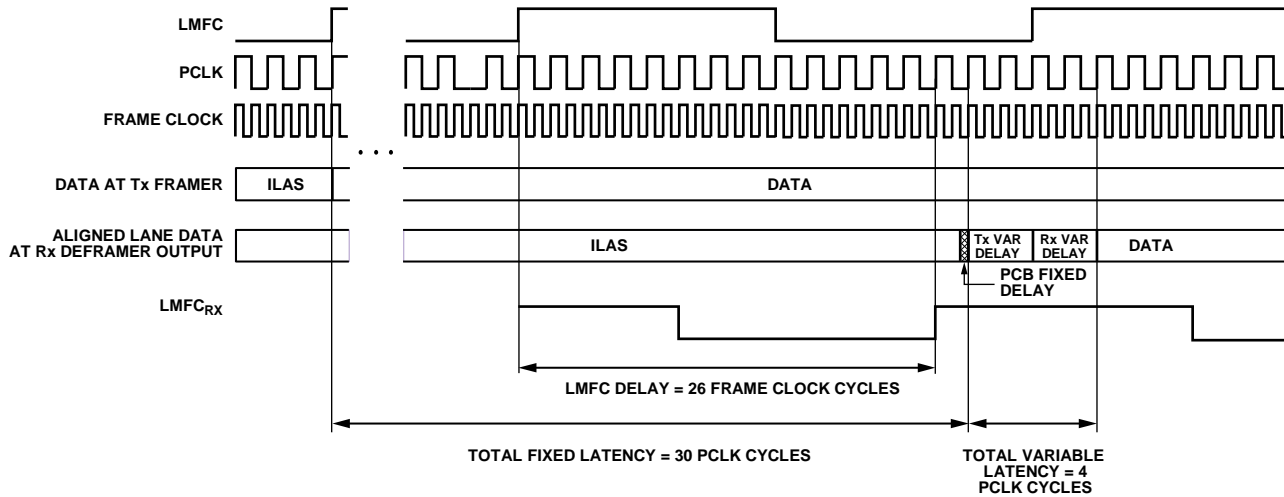 LMFC
PCLK
FRAME CLOCK
. . .
DATA AT Tx FRAMER
ILAS
DATA
ALIGNED LANE DATA
AT Rx DEFRAMER OUTPUT
ILAS
Tx VAR
DELAY
Rx VAR
DELAY
DATA
PCB FIXED
DELAY
LMFCRX
LMFC DELAY = 26 FRAME CLOCK CYCLES
TOTAL FIXED LATENCY = 30 PCLK CYCLES
TOTAL VARIABLE
LATENCY = 4
PCLK CYCLES